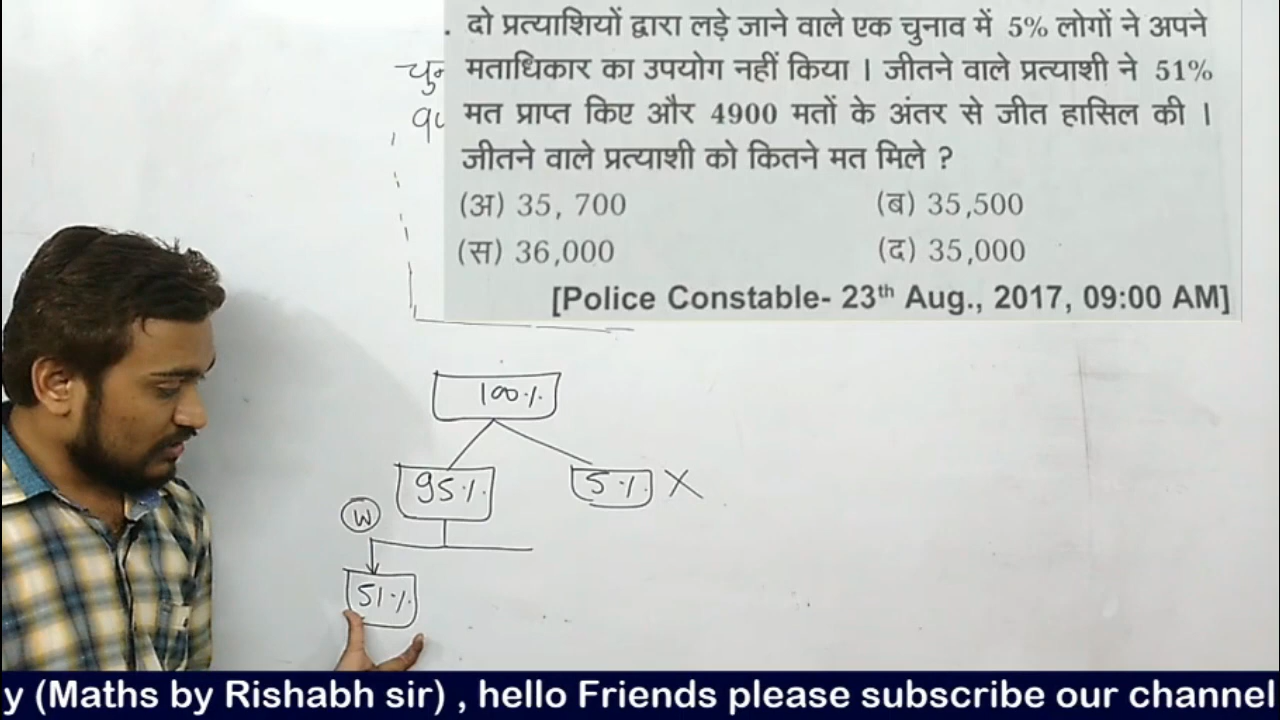 . दो प्रत्याशियों द्वारा लड़े जाने वाले एक चुनाव में 5% लोगों ने अपने
मताधिकार का उपयोग नहीं किया । जीतने वाले प्रत्याशी ने 51%
मत प्राप्त किए और 4900 मतों के अंतर से जीत हासिल की ।
जीतने वाले प्रत्याशी को कितने मत मिले ?
(अ) 35, 700 (ब) 35,500
(स) 36,000 (द) 35,000
[Police Constable- 23th Aug., 2017, 09:00 AM]
100%
95% 5% X
W
51%
y (Maths by Rishabh sir) , hello Friends please subscribe our channel